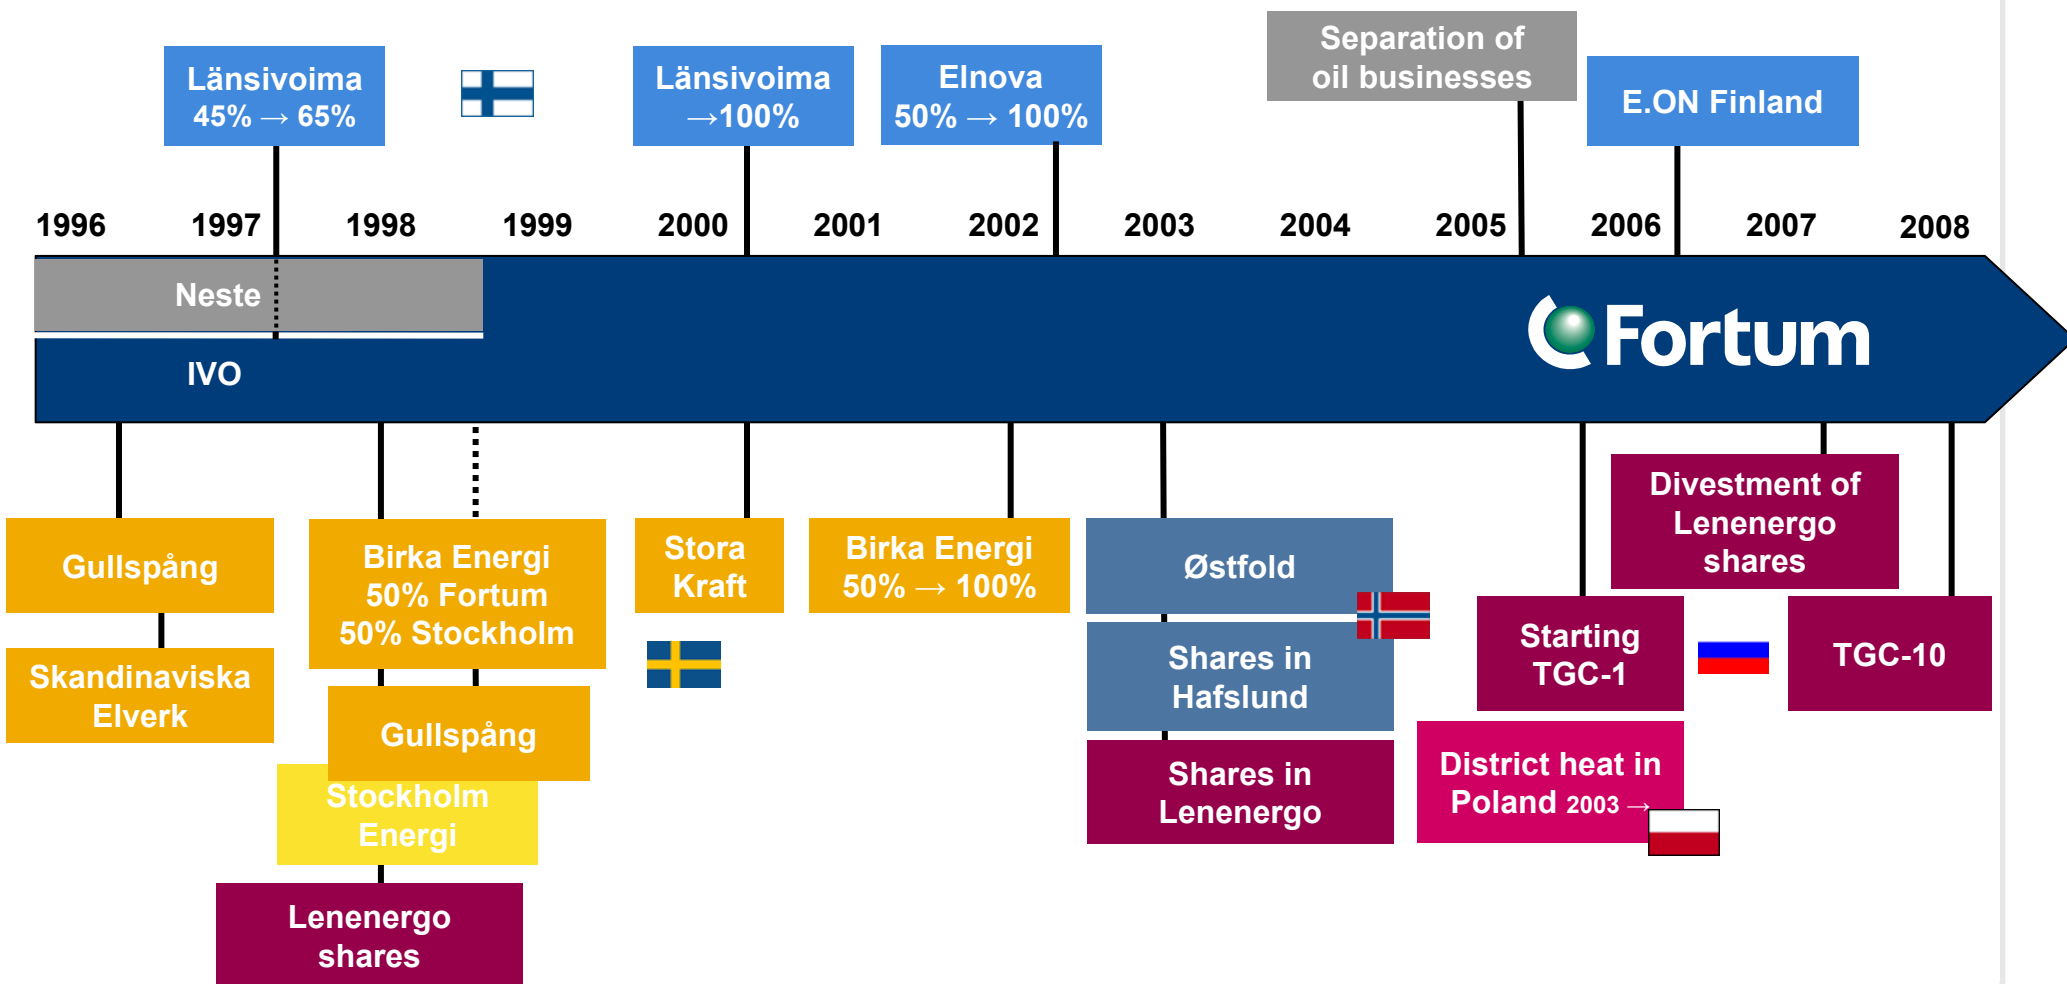 Separation of
oil businesses
Länsivoima
45% → 65%
Länsivoima
→100%
Elnova
50% → 100%
E.ON Finland
1996 1997 1998 1999 2000 2001 2002 2003 2004 2005 2006 2007 2008
Neste
IVO
Fortum
Gullspång
Skandinaviska
Elverk
Birka Energi
50% Fortum
50% Stockholm
Gullspång
Stockholm
Energi
Lenenergo
shares
Stora
Kraft
Birka Energi
50% → 100%
Østfold
Shares in
Hafslund
Shares in
Lenenergo
Divestment of
Lenenergo
shares
Starting
TGC-1
TGC-10
District heat in
Poland 2003 →